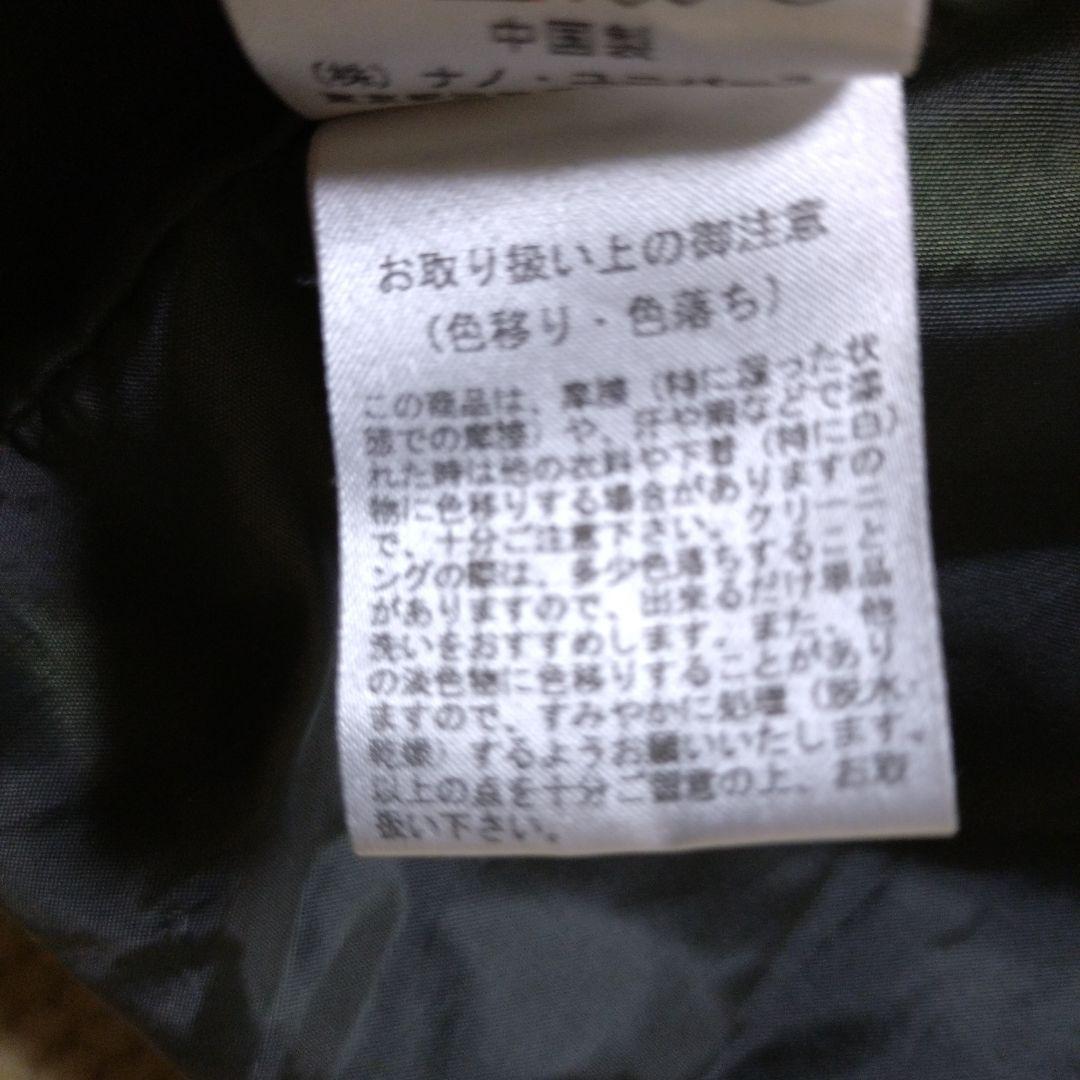 中国製
(株) ナノ・ユニバース
お取り扱い上の御注意
(色移り・色落ち)
この商品は、摩擦 (特に湿った状
態での摩擦) や、汗や雨などで濡
れた時は他の衣料や下着 (特に白)
物に色移りする場合がありますの
で、十分ご注意下さい。クリーニ
ングの際は、多少色落ちすること
がありますので、出来るだけ単品
洗いをおすすめします。また、他
の淡色物に色移りすることがあり
ますので、すみやかに処理 (脱水、
乾燥) するようお願いいたします。
以上の点を十分ご留意の上、お取
扱い下さい。